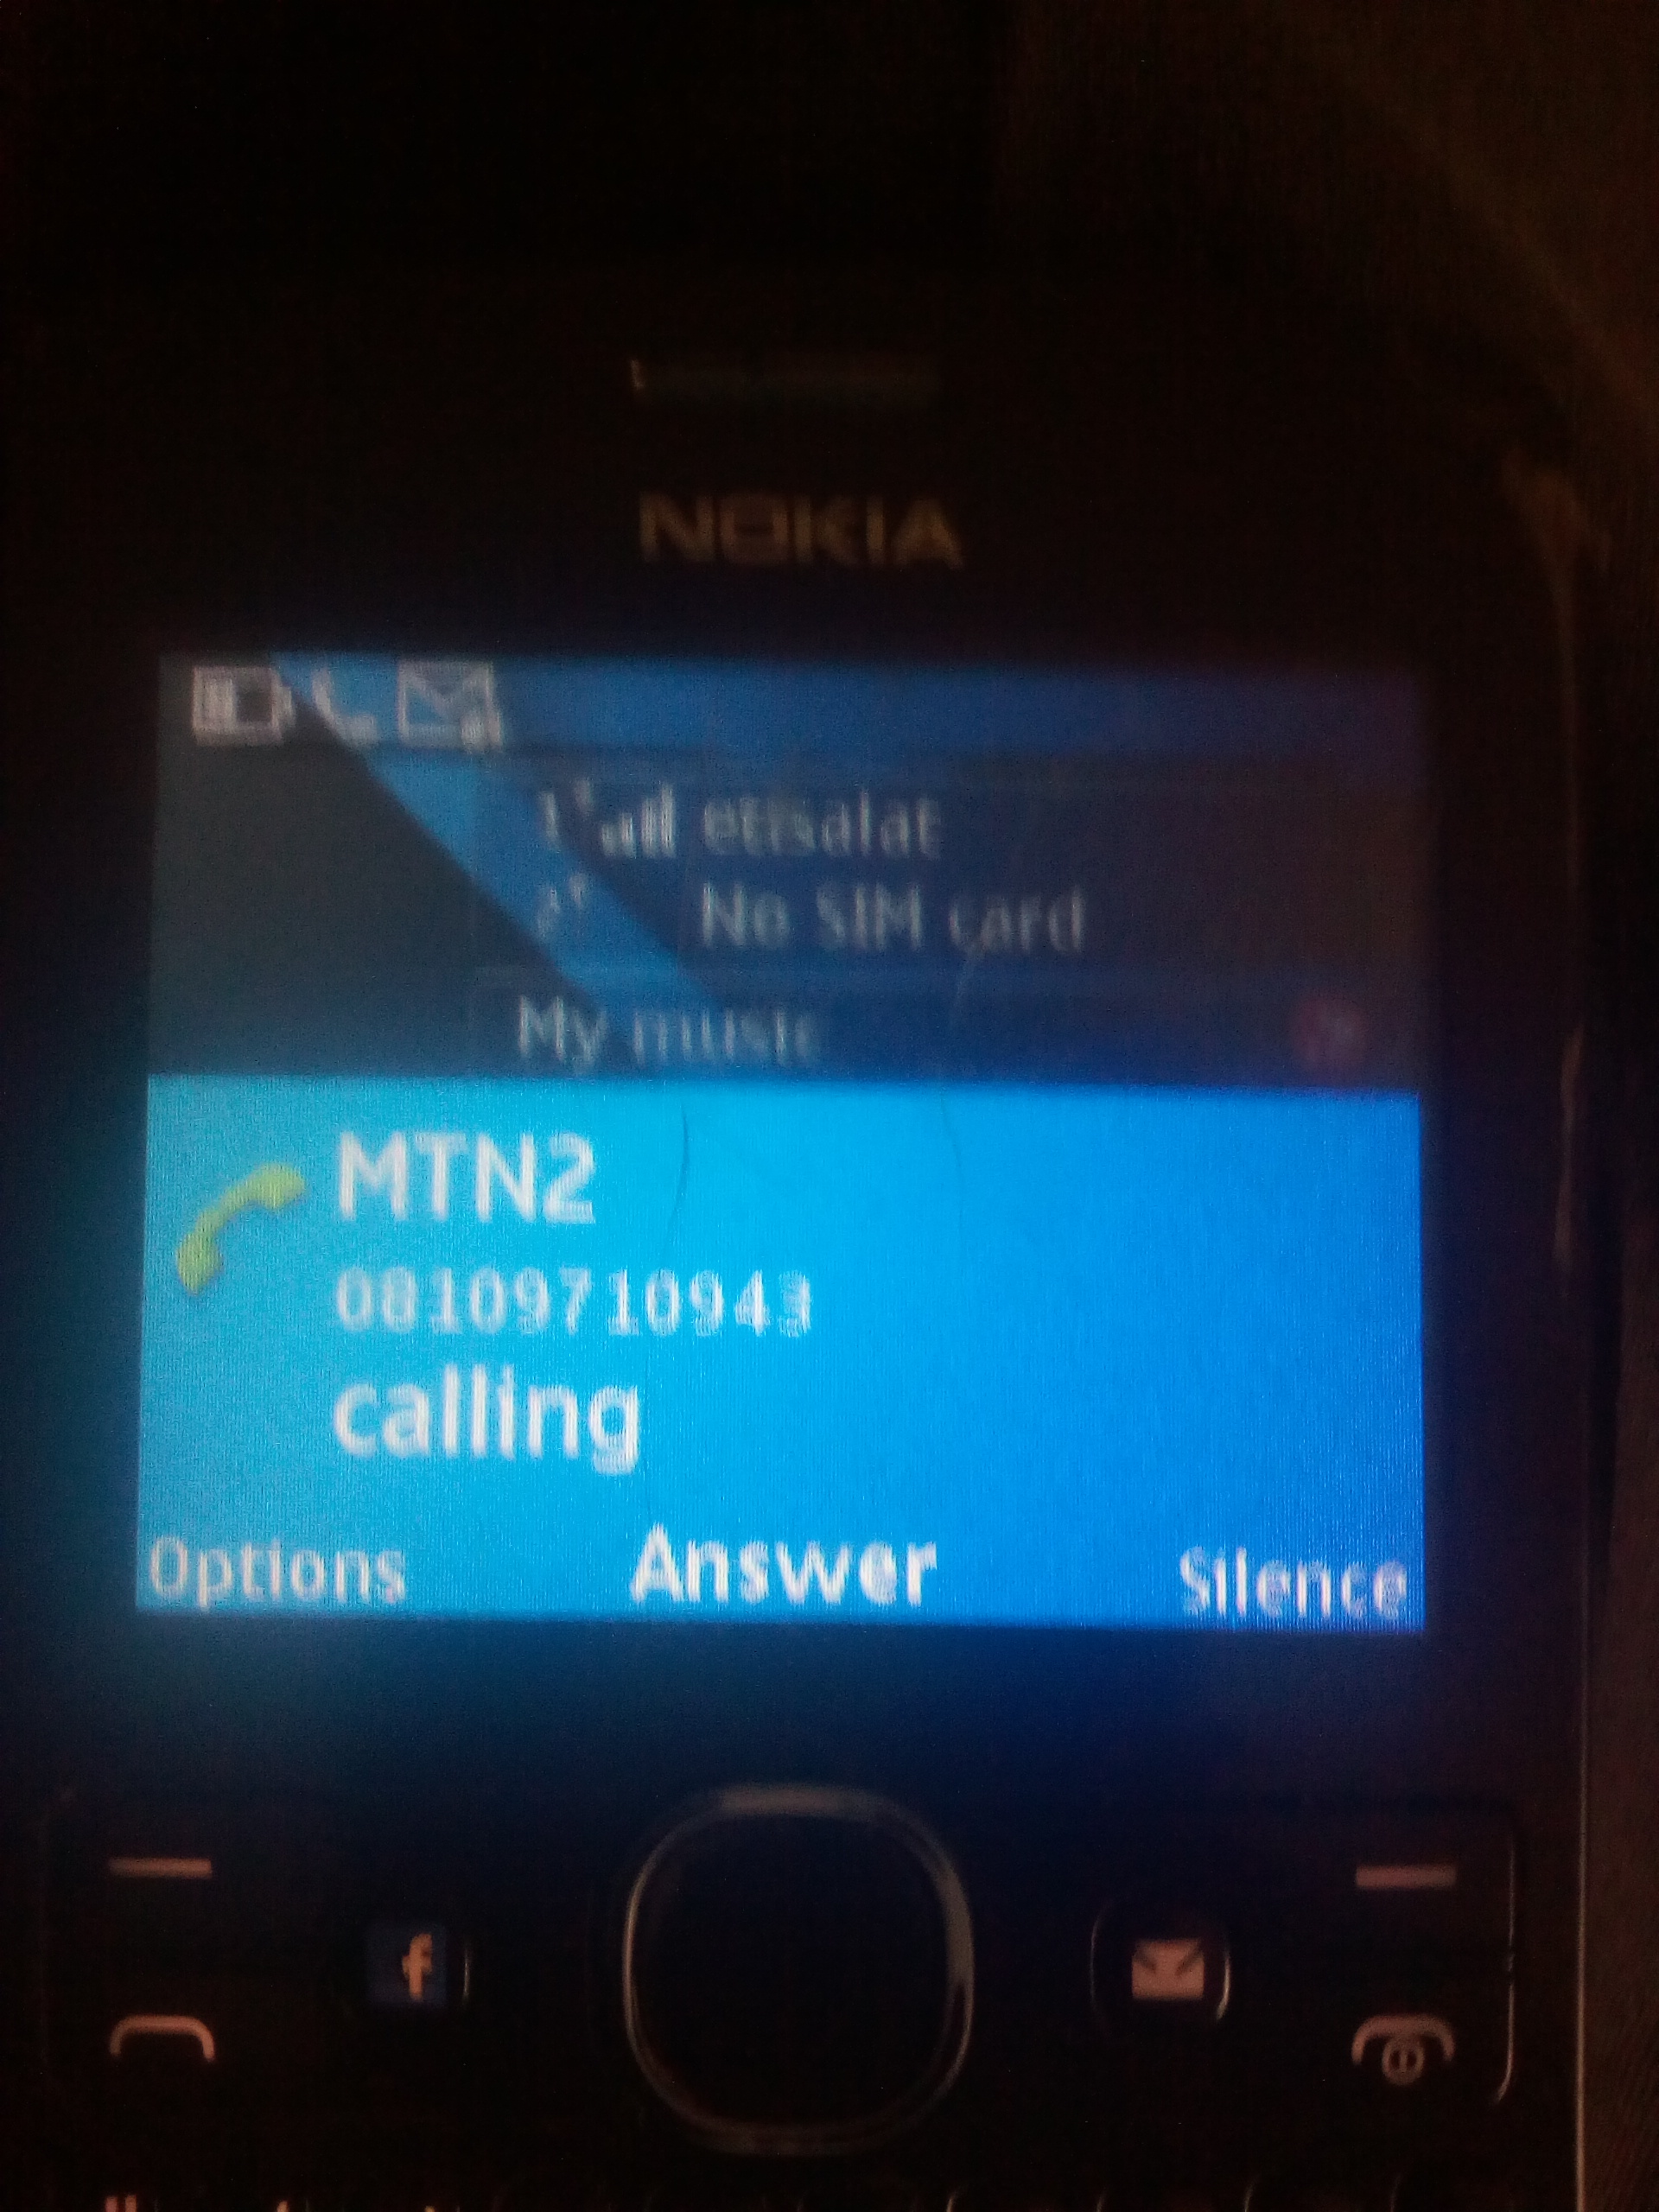 NOKIA
1 etisalat
2 No SIM card
My music
MTN2
08109710943
calling
Options Answer Silence
f